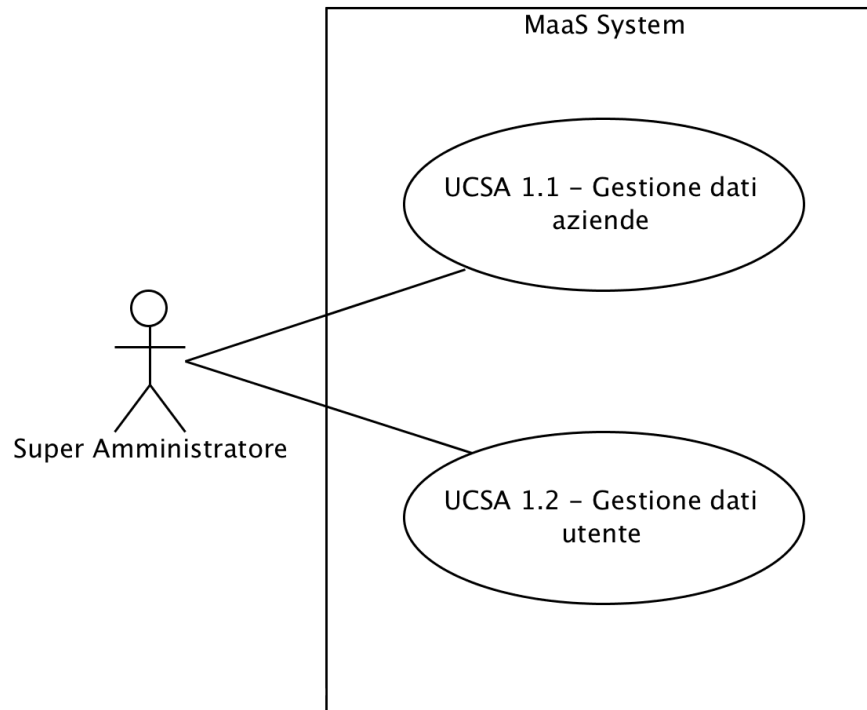 MaaS System
UCSA 1.1 – Gestione dati
aziende
Super Amministratore
UCSA 1.2 – Gestione dati
utente